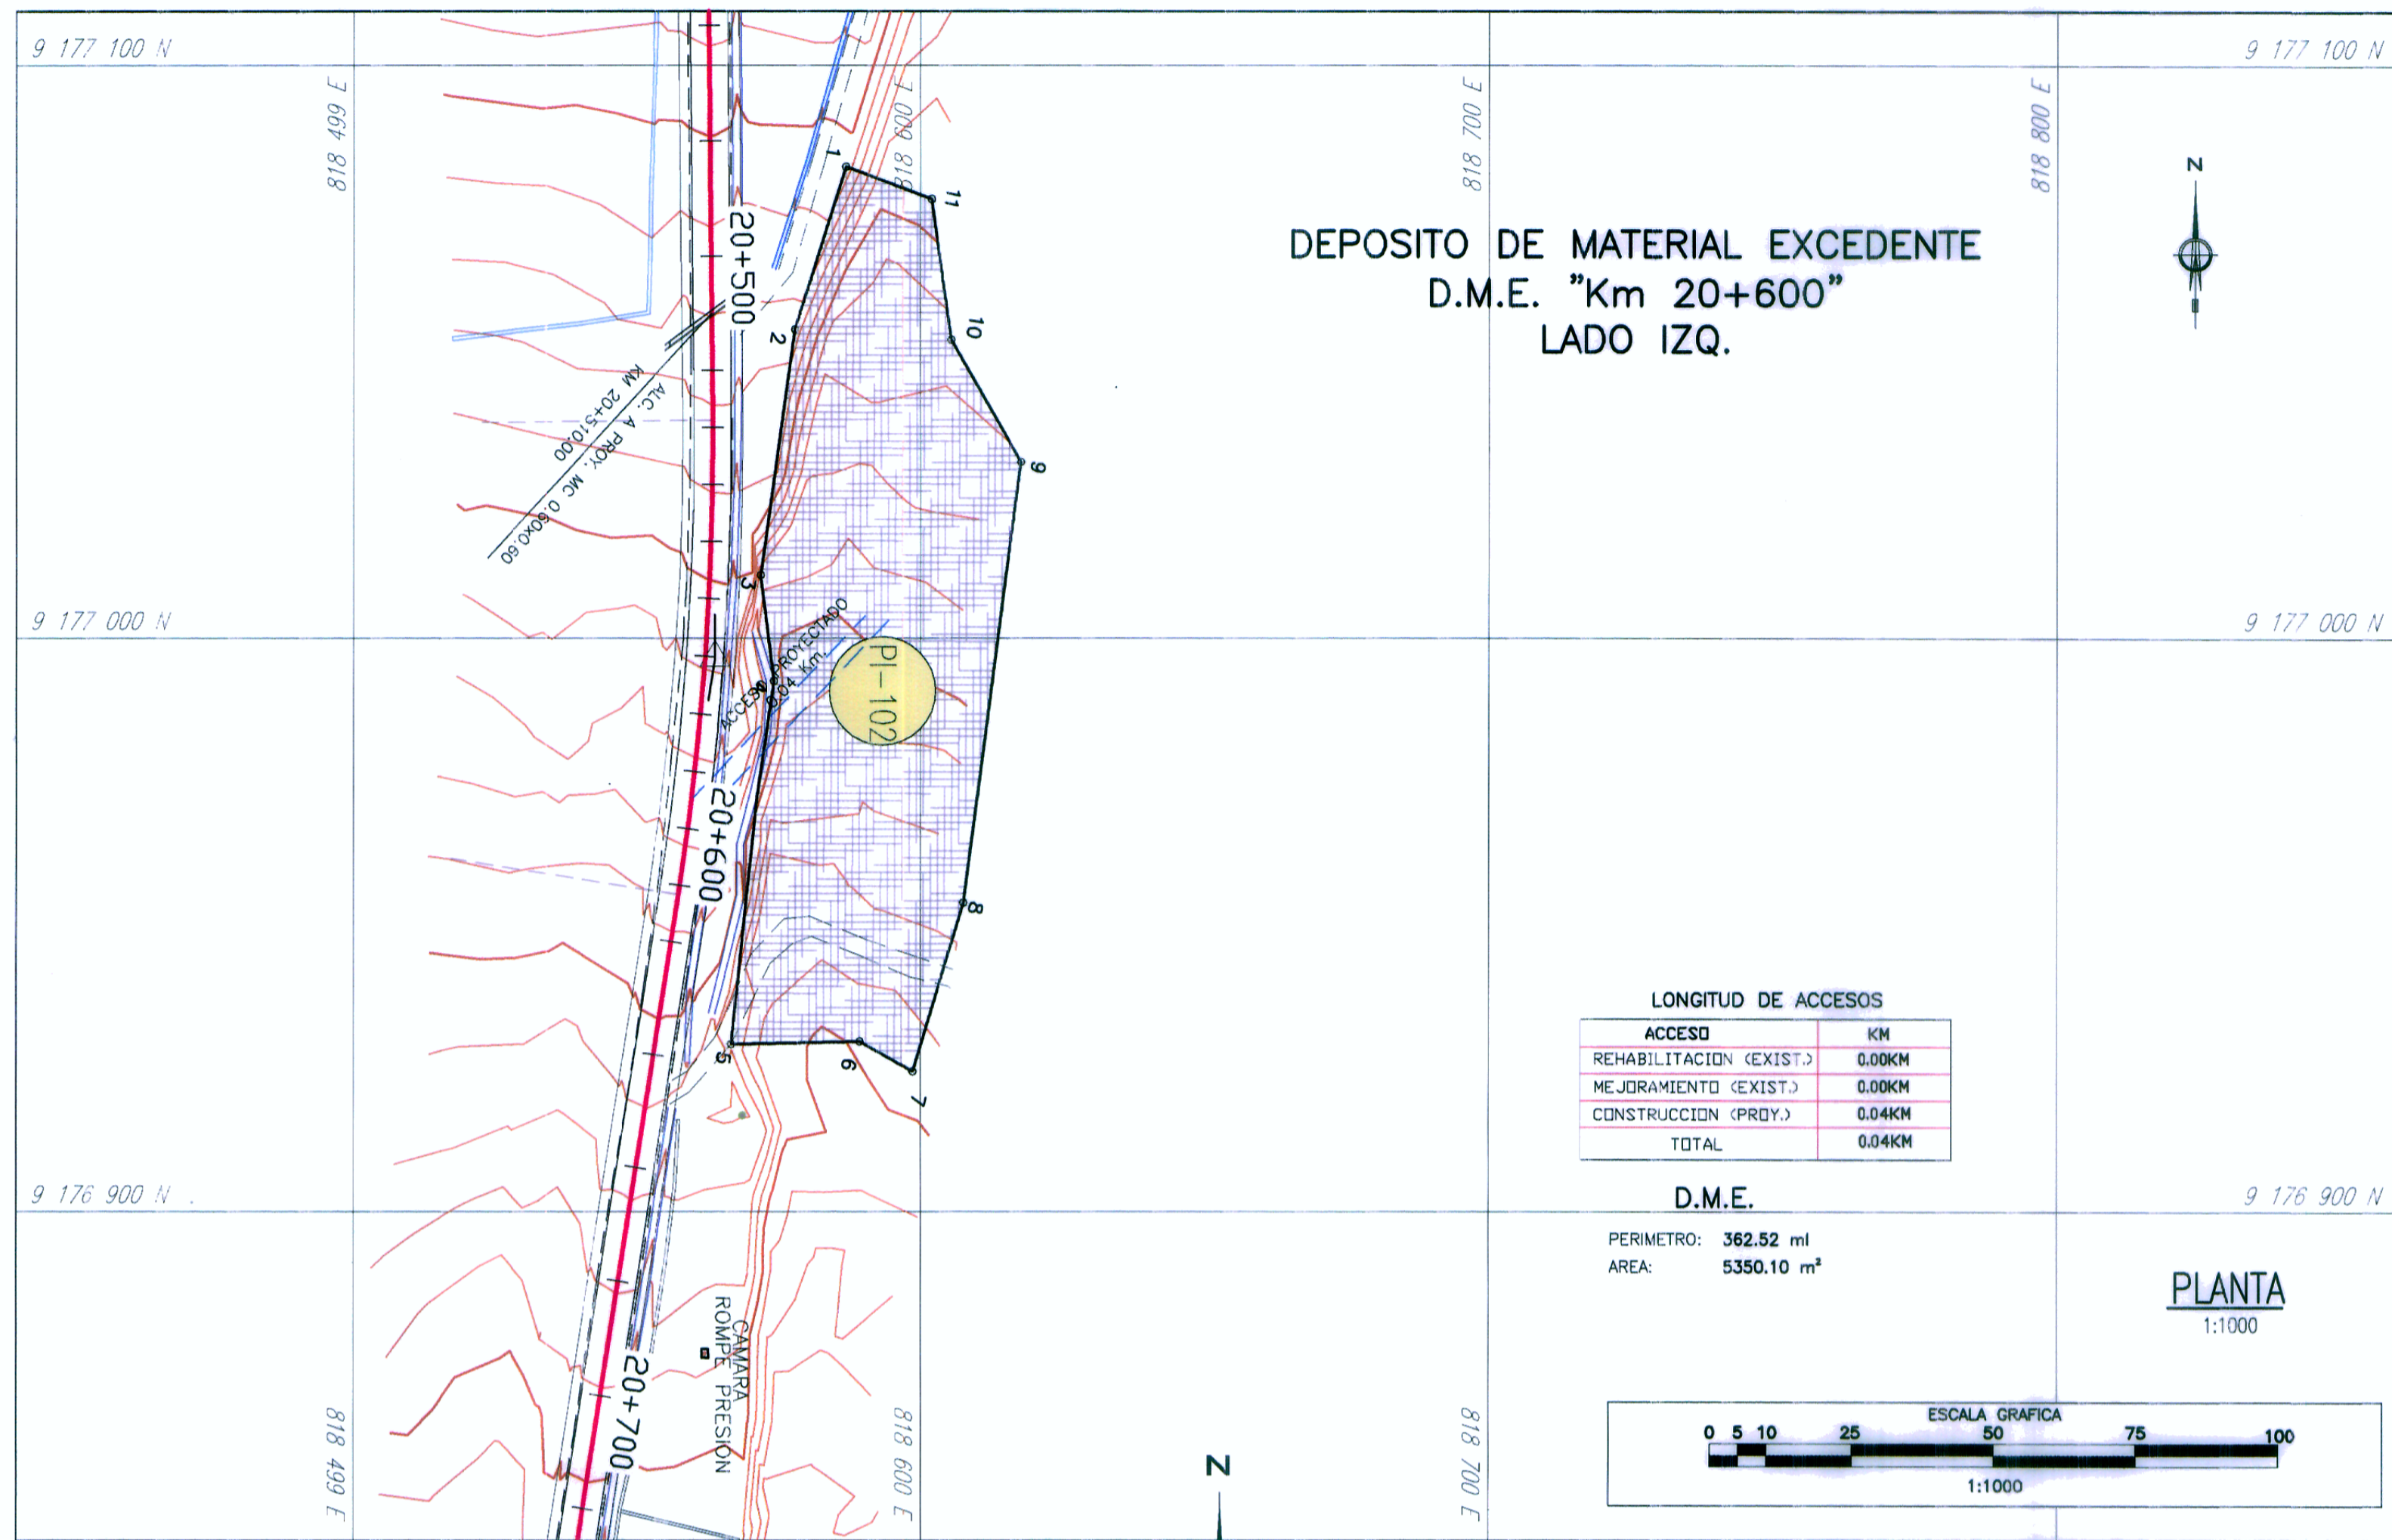 9 177 100 N
9 177 100 N
818 499 E
818 600 E
818 700 E
818 800 E
N
DEPOSITO DE MATERIAL EXCEDENTE
D.M.E. "Km 20+600"
LADO IZQ.
1
11
20+500
2
10
ALC. A PROY. MC 0.60x0.60
KM 20+510.00
9
3
9 177 000 N
9 177 000 N
ACCESO PROYECTADO
0.04 Km.
PI-102
20+600
8
5
6
7
LONGITUD DE ACCESOS
ACCESO KM
REHABILITACION (EXIST.) 0.00KM
MEJORAMIENTO (EXIST.) 0.00KM
CONSTRUCCION (PROY.) 0.04KM
TOTAL 0.04KM
9 176 900 N
9 176 900 N
D.M.E.
PERIMETRO: 362.52 ml
AREA: 5350.10 m²
PLANTA
1:1000
CAMARA
ROMPE PRESION
20+700
818 499 E
818 600 E
818 700 E
N
ESCALA GRAFICA
0 5 10 25 50 75 100
1:1000